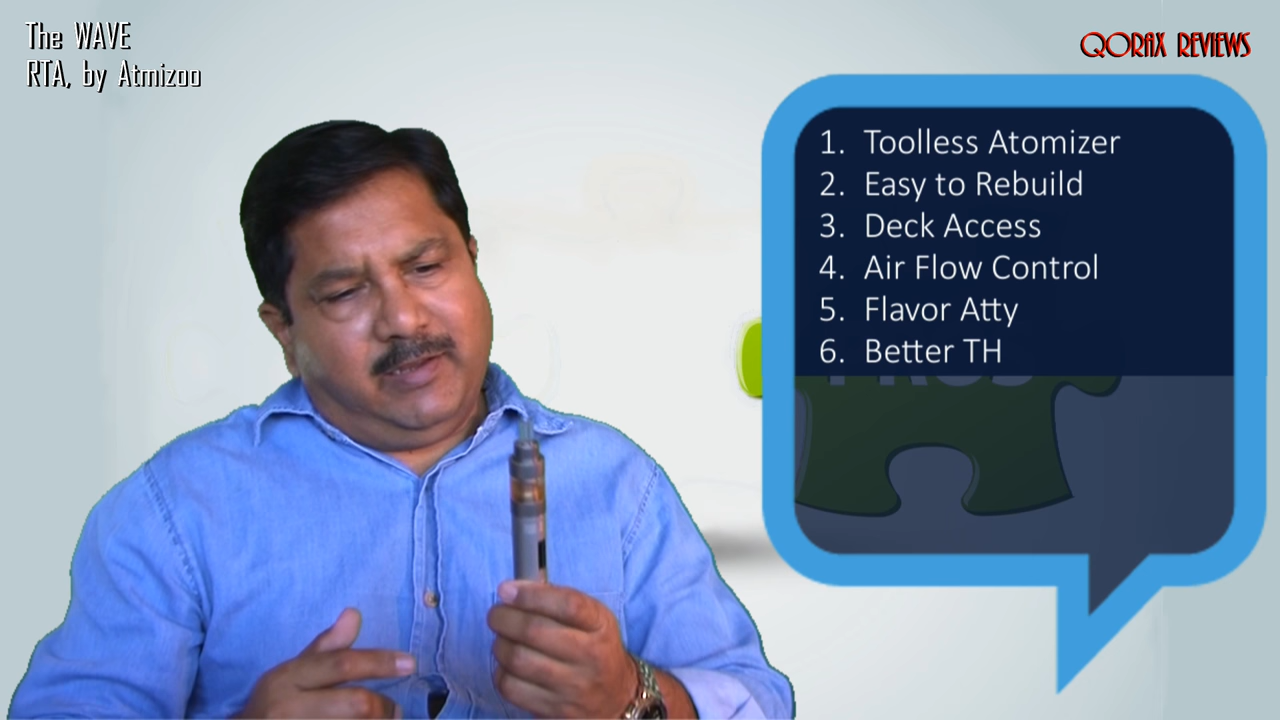 The WAVE
RTA, by Atmizoo
QORAX REVIEWS
1. Toolless Atomizer
2. Easy to Rebuild
3. Deck Access
4. Air Flow Control
5. Flavor Atty
6. Better TH
PROS